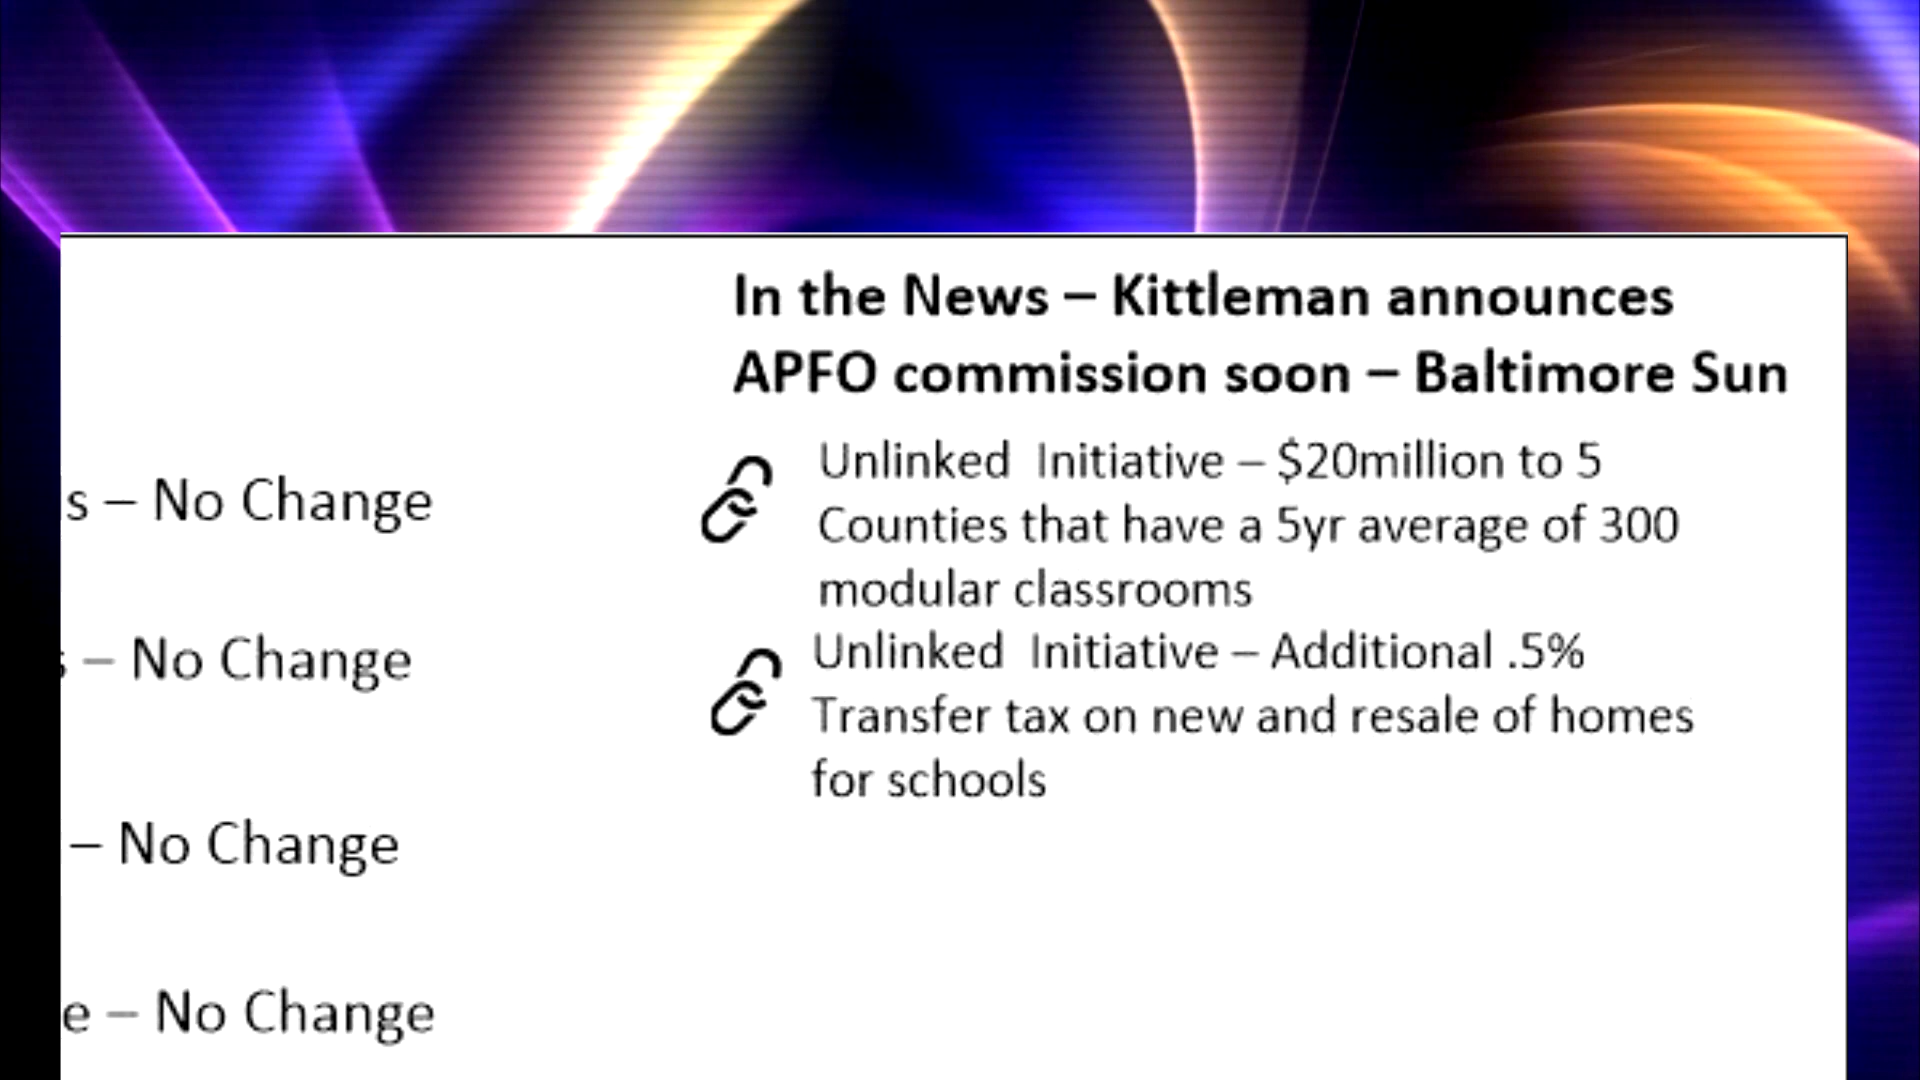 In the News – Kittleman announces
APFO commission soon – Baltimore Sun
Unlinked Initiative – $20million to 5
Counties that have a 5yr average of 300
modular classrooms
Unlinked Initiative – Additional .5%
Transfer tax on new and resale of homes
for schools
s – No Change
– No Change
– No Change
e – No Change